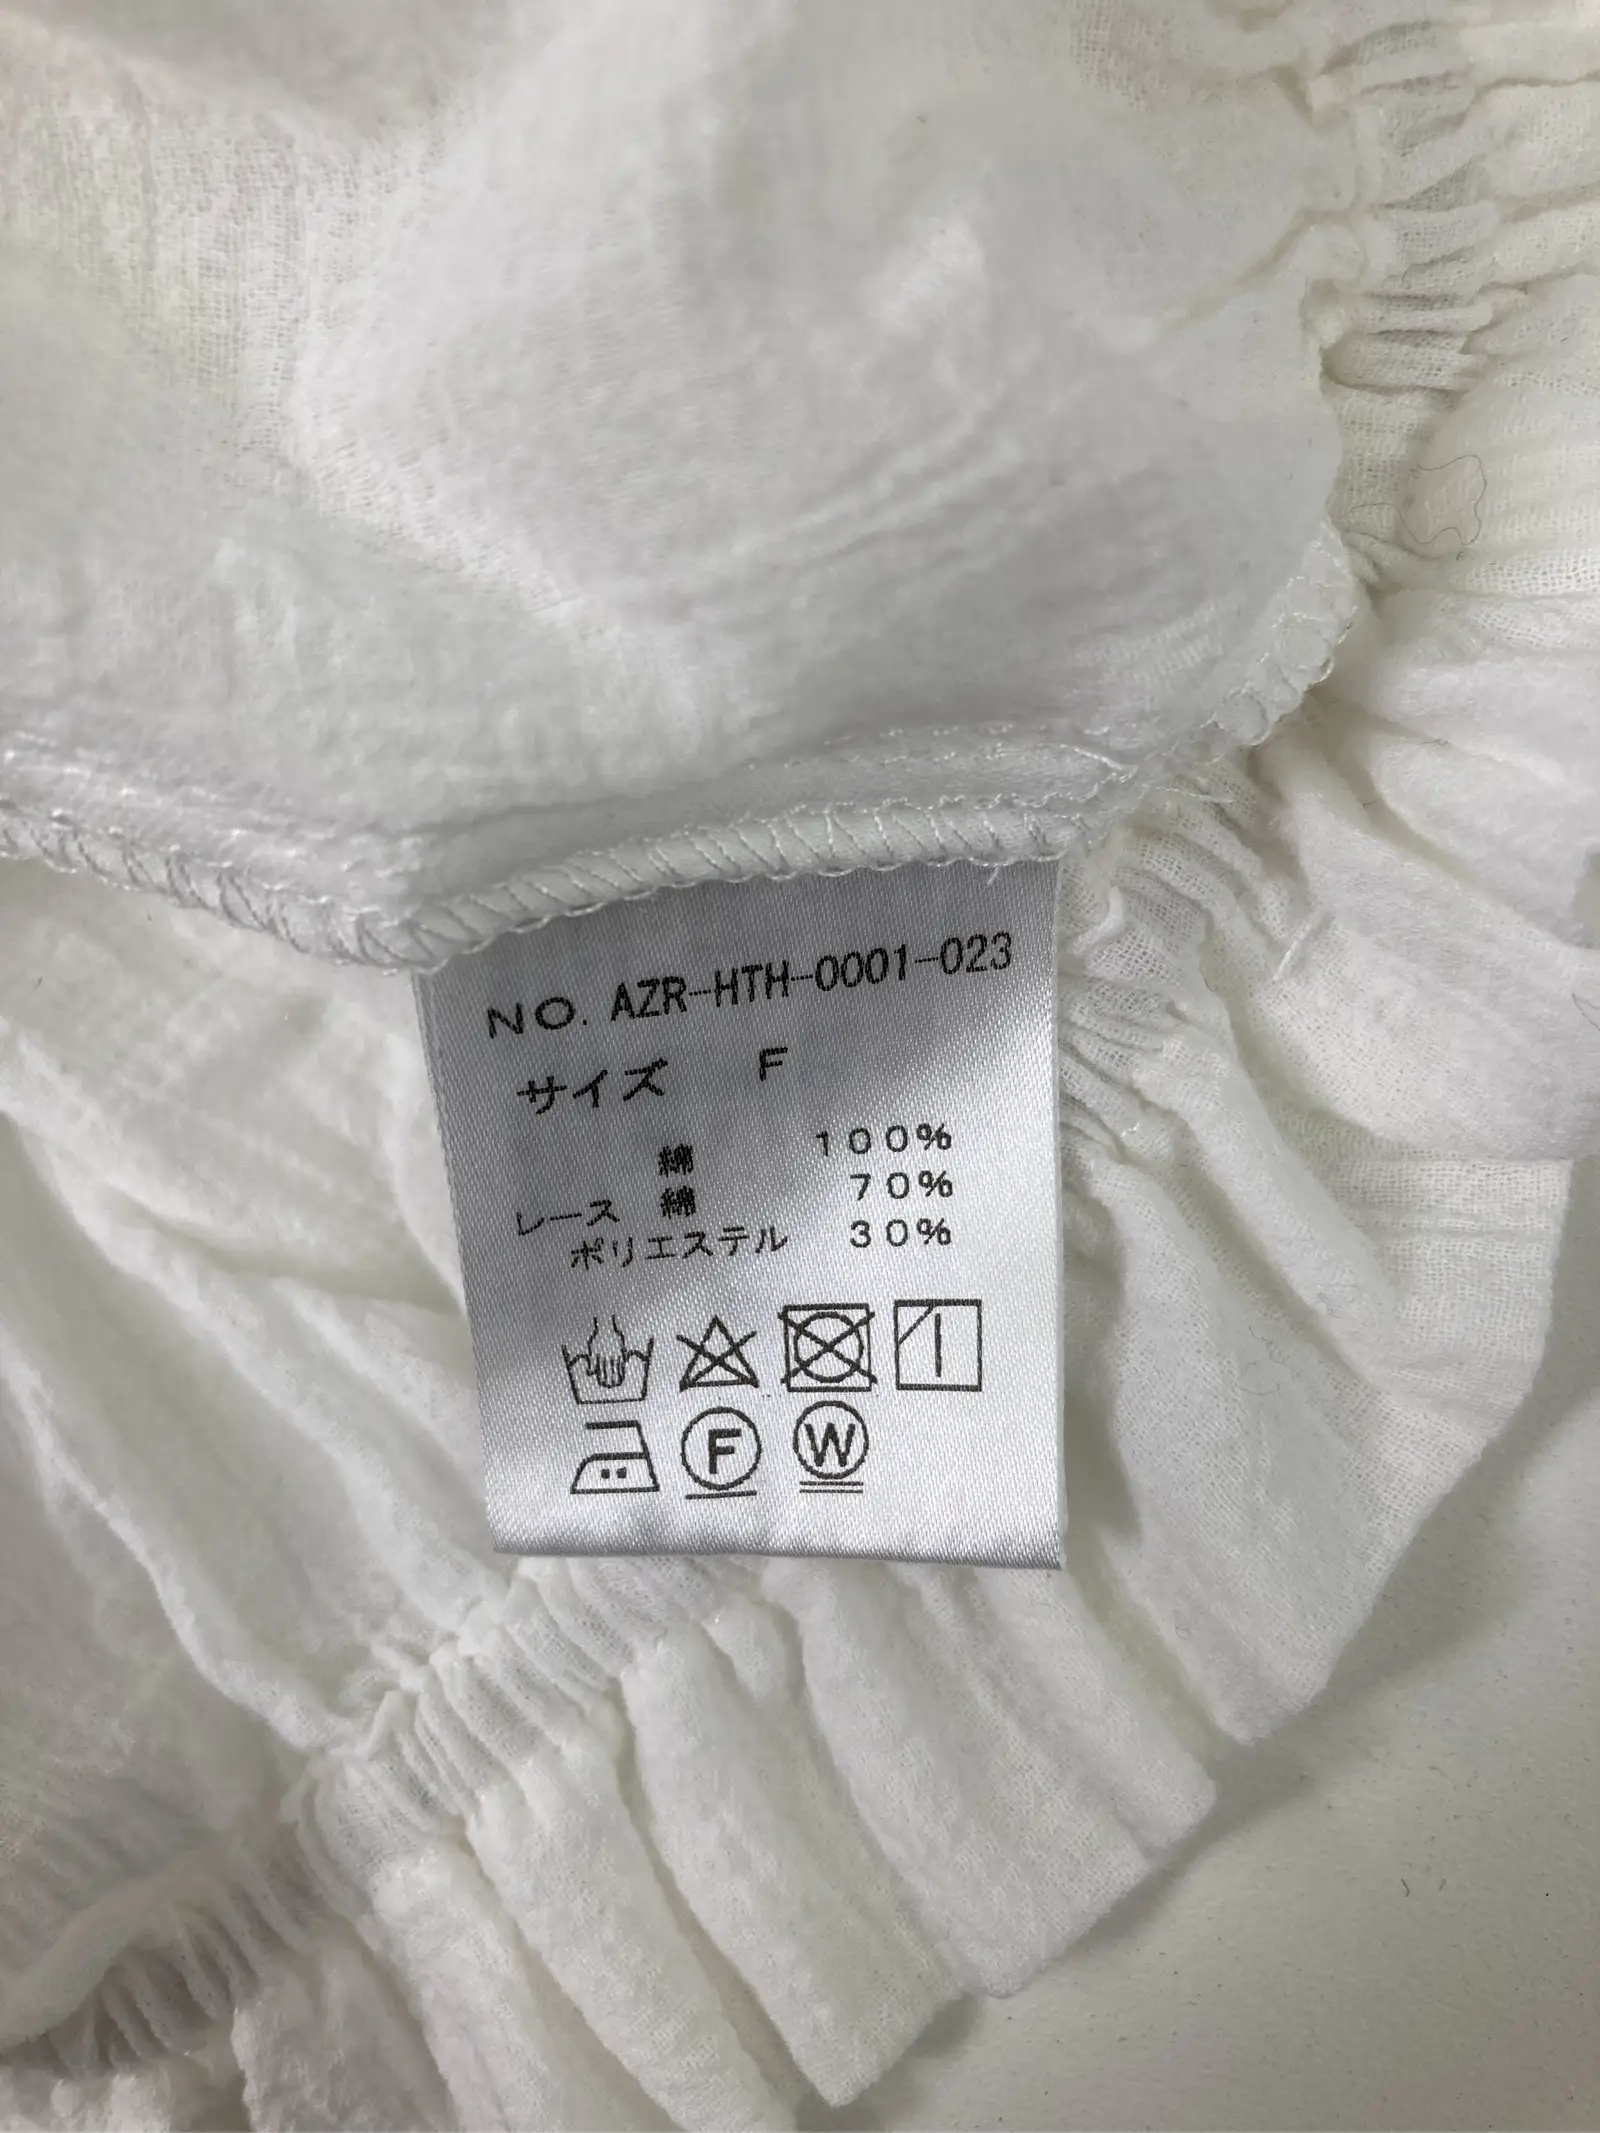 NO. AZR-HTH-0001-023
サイズ F
綿 100%
レース 綿 70%
ポリエステル 30%
F W